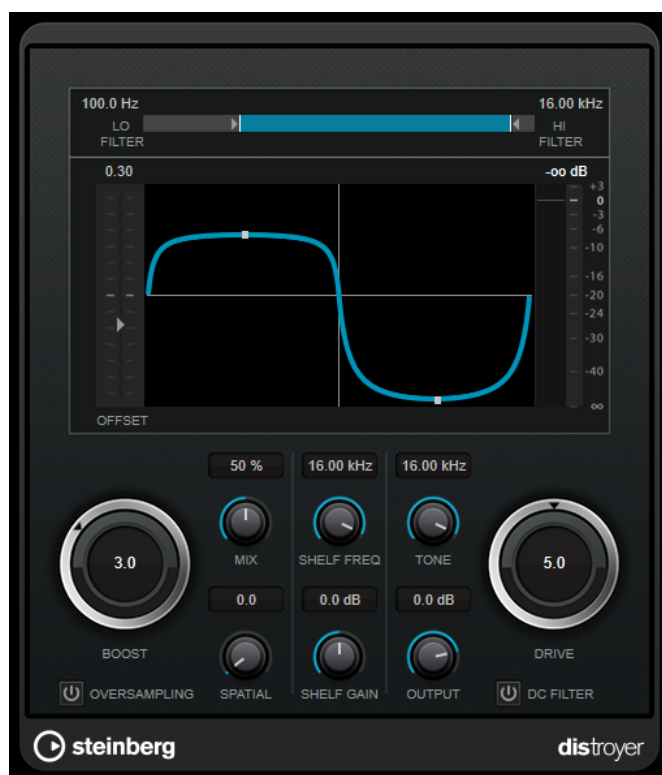 100.0 Hz 16.00 kHz
LO FILTER HI FILTER
0.30 -oo dB
+3
0
-3
-6
-10
-16
-20
-24
-30
-40
∞
OFFSET
50 % 16.00 kHz 16.00 kHz
3.0 MIX SHELF FREQ TONE 5.0
0.0 0.0 dB 0.0 dB
BOOST DRIVE
OVERSAMPLING SPATIAL SHELF GAIN OUTPUT DC FILTER
steinberg distroyer